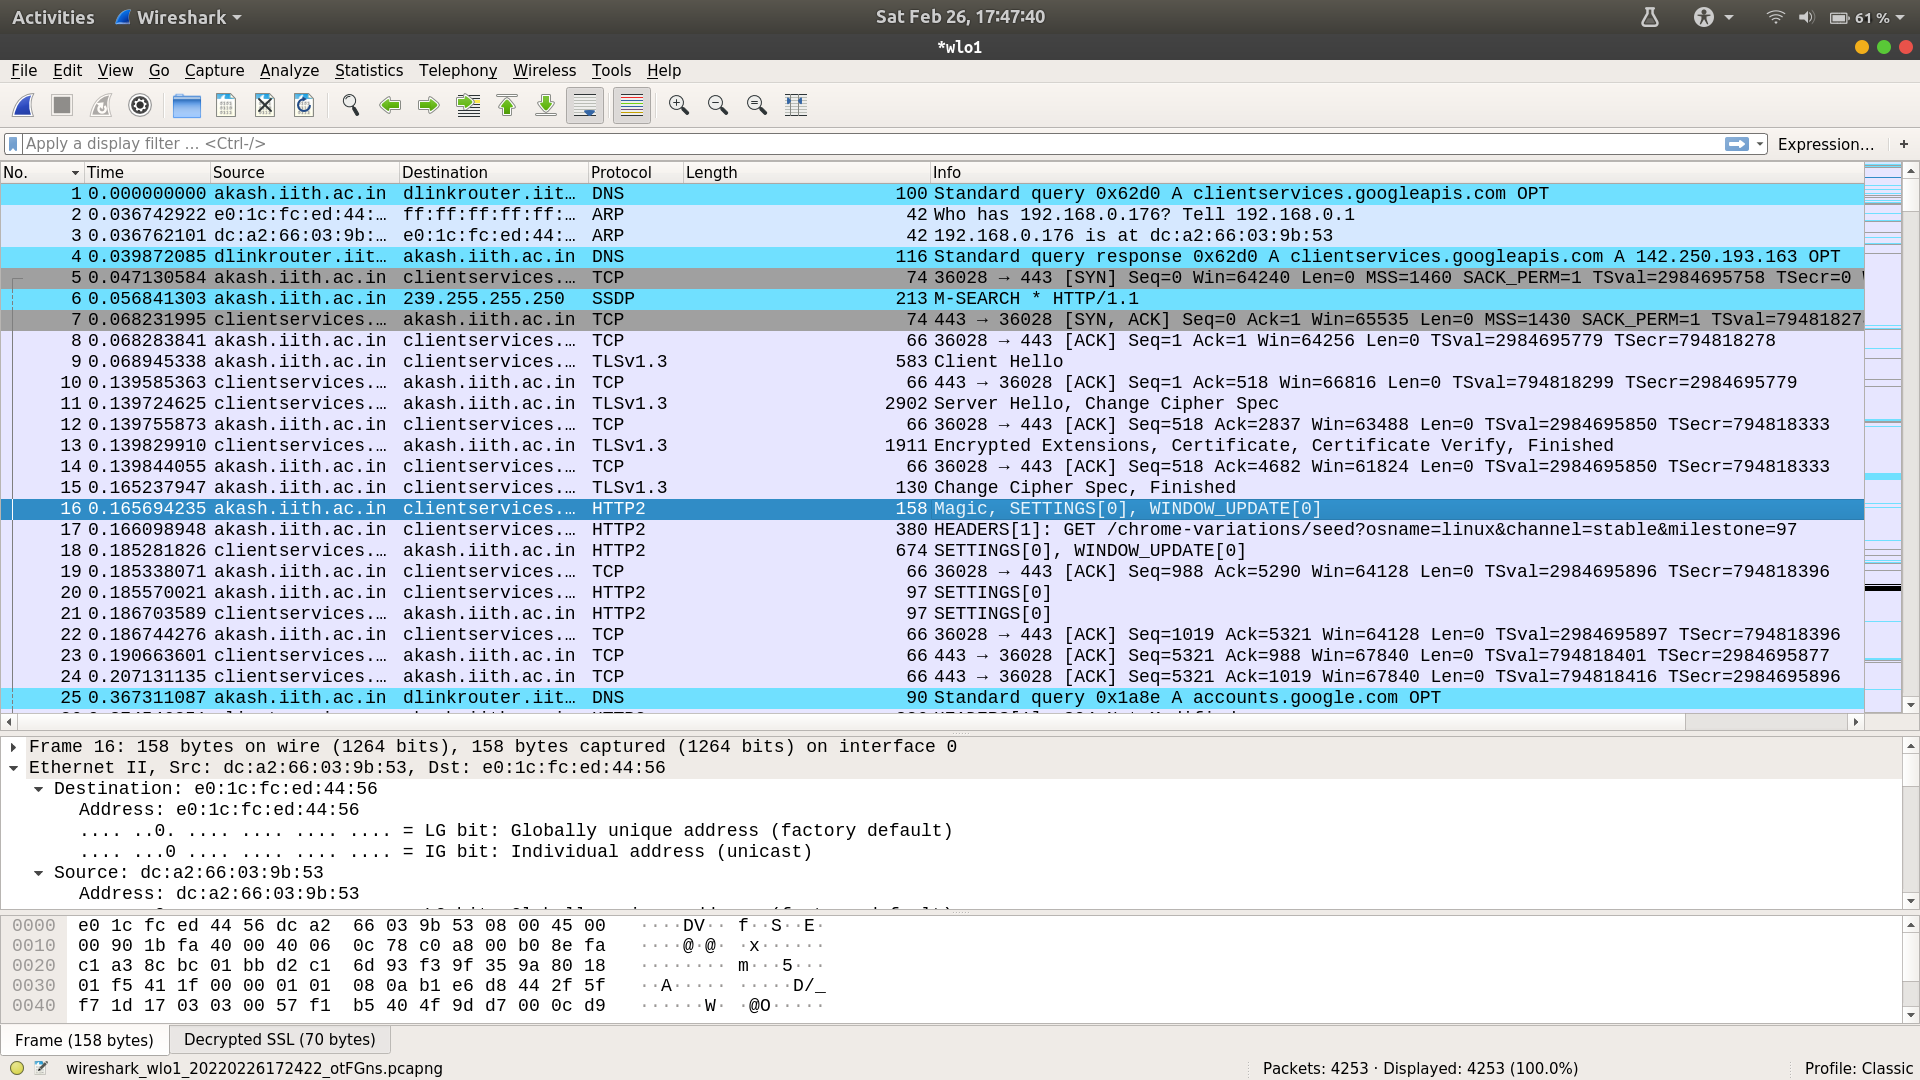 Activities Wireshark Sat Feb 26, 17:47:40 61 %
*wlo1
File Edit View Go Capture Analyze Statistics Telephony Wireless Tools Help
Apply a display filter … <Ctrl-/> Expression… +
No. Time Source Destination Protocol Length Info
1 0.000000000 akash.iith.ac.in dlinkrouter.iit… DNS 100 Standard query 0x62d0 A clientservices.googleapis.com OPT
2 0.036742922 e0:1c:fc:ed:44:… ff:ff:ff:ff:ff:… ARP 42 Who has 192.168.0.176? Tell 192.168.0.1
3 0.036762101 dc:a2:66:03:9b:… e0:1c:fc:ed:44:… ARP 42 192.168.0.176 is at dc:a2:66:03:9b:53
4 0.039872085 dlinkrouter.iit… akash.iith.ac.in DNS 116 Standard query response 0x62d0 A clientservices.googleapis.com A 142.250.193.163 OPT
5 0.047130584 akash.iith.ac.in clientservices.… TCP 74 36028 → 443 [SYN] Seq=0 Win=64240 Len=0 MSS=1460 SACK_PERM=1 TSval=2984695758 TSecr=0
6 0.056841303 akash.iith.ac.in 239.255.255.250 SSDP 213 M-SEARCH * HTTP/1.1
7 0.068231995 clientservices.… akash.iith.ac.in TCP 74 443 → 36028 [SYN, ACK] Seq=0 Ack=1 Win=65535 Len=0 MSS=1430 SACK_PERM=1 TSval=79481827
8 0.068283841 akash.iith.ac.in clientservices.… TCP 66 36028 → 443 [ACK] Seq=1 Ack=1 Win=64256 Len=0 TSval=2984695779 TSecr=794818278
9 0.068945338 akash.iith.ac.in clientservices.… TLSv1.3 583 Client Hello
10 0.139585363 clientservices.… akash.iith.ac.in TCP 66 443 → 36028 [ACK] Seq=1 Ack=518 Win=66816 Len=0 TSval=794818299 TSecr=2984695779
11 0.139724625 clientservices.… akash.iith.ac.in TLSv1.3 2902 Server Hello, Change Cipher Spec
12 0.139755873 akash.iith.ac.in clientservices.… TCP 66 36028 → 443 [ACK] Seq=518 Ack=2837 Win=63488 Len=0 TSval=2984695850 TSecr=794818333
13 0.139829910 clientservices.… akash.iith.ac.in TLSv1.3 1911 Encrypted Extensions, Certificate, Certificate Verify, Finished
14 0.139844055 akash.iith.ac.in clientservices.… TCP 66 36028 → 443 [ACK] Seq=518 Ack=4682 Win=61824 Len=0 TSval=2984695850 TSecr=794818333
15 0.165237947 akash.iith.ac.in clientservices.… TLSv1.3 130 Change Cipher Spec, Finished
16 0.165694235 akash.iith.ac.in clientservices.… HTTP2 158 Magic, SETTINGS[0], WINDOW_UPDATE[0]
17 0.166098948 akash.iith.ac.in clientservices.… HTTP2 380 HEADERS[1]: GET /chrome-variations/seed?osname=linux&channel=stable&milestone=97
18 0.185281826 clientservices.… akash.iith.ac.in HTTP2 674 SETTINGS[0], WINDOW_UPDATE[0]
19 0.185338071 akash.iith.ac.in clientservices.… TCP 66 36028 → 443 [ACK] Seq=988 Ack=5290 Win=64128 Len=0 TSval=2984695896 TSecr=794818396
20 0.185570021 akash.iith.ac.in clientservices.… HTTP2 97 SETTINGS[0]
21 0.186703589 clientservices.… akash.iith.ac.in HTTP2 97 SETTINGS[0]
22 0.186744276 akash.iith.ac.in clientservices.… TCP 66 36028 → 443 [ACK] Seq=1019 Ack=5321 Win=64128 Len=0 TSval=2984695897 TSecr=794818396
23 0.190663601 clientservices.… akash.iith.ac.in TCP 66 443 → 36028 [ACK] Seq=5321 Ack=988 Win=67840 Len=0 TSval=794818401 TSecr=2984695877
24 0.207131135 clientservices.… akash.iith.ac.in TCP 66 443 → 36028 [ACK] Seq=5321 Ack=1019 Win=67840 Len=0 TSval=794818416 TSecr=2984695896
25 0.367311087 akash.iith.ac.in dlinkrouter.iit… DNS 90 Standard query 0x1a8e A accounts.google.com OPT
Frame 16: 158 bytes on wire (1264 bits), 158 bytes captured (1264 bits) on interface 0
Ethernet II, Src: dc:a2:66:03:9b:53, Dst: e0:1c:fc:ed:44:56
Destination: e0:1c:fc:ed:44:56
Address: e0:1c:fc:ed:44:56
.... ..0. .... .... .... .... = LG bit: Globally unique address (factory default)
.... ...0 .... .... .... .... = IG bit: Individual address (unicast)
Source: dc:a2:66:03:9b:53
Address: dc:a2:66:03:9b:53
0000 e0 1c fc ed 44 56 dc a2 66 03 9b 53 08 00 45 00 ····DV·· f··S··E·
0010 00 90 1b fa 40 00 40 06 0c 78 c0 a8 00 b0 8e fa ····@·@· ·x······
0020 c1 a3 8c bc 01 bb d2 c1 6d 93 f3 9f 35 9a 80 18 ········ m···5···
0030 01 f5 41 1f 00 00 01 01 08 0a b1 e6 d8 44 2f 5f ··A····· ·····D/_
0040 f7 1d 17 03 03 00 57 f1 b5 40 4f 9d d7 00 0c d9 ······W· ·@O·····
Frame (158 bytes) Decrypted SSL (70 bytes)
wireshark_wlo1_20220226172422_otFGns.pcapng Packets: 4253 · Displayed: 4253 (100.0%) Profile: Classic